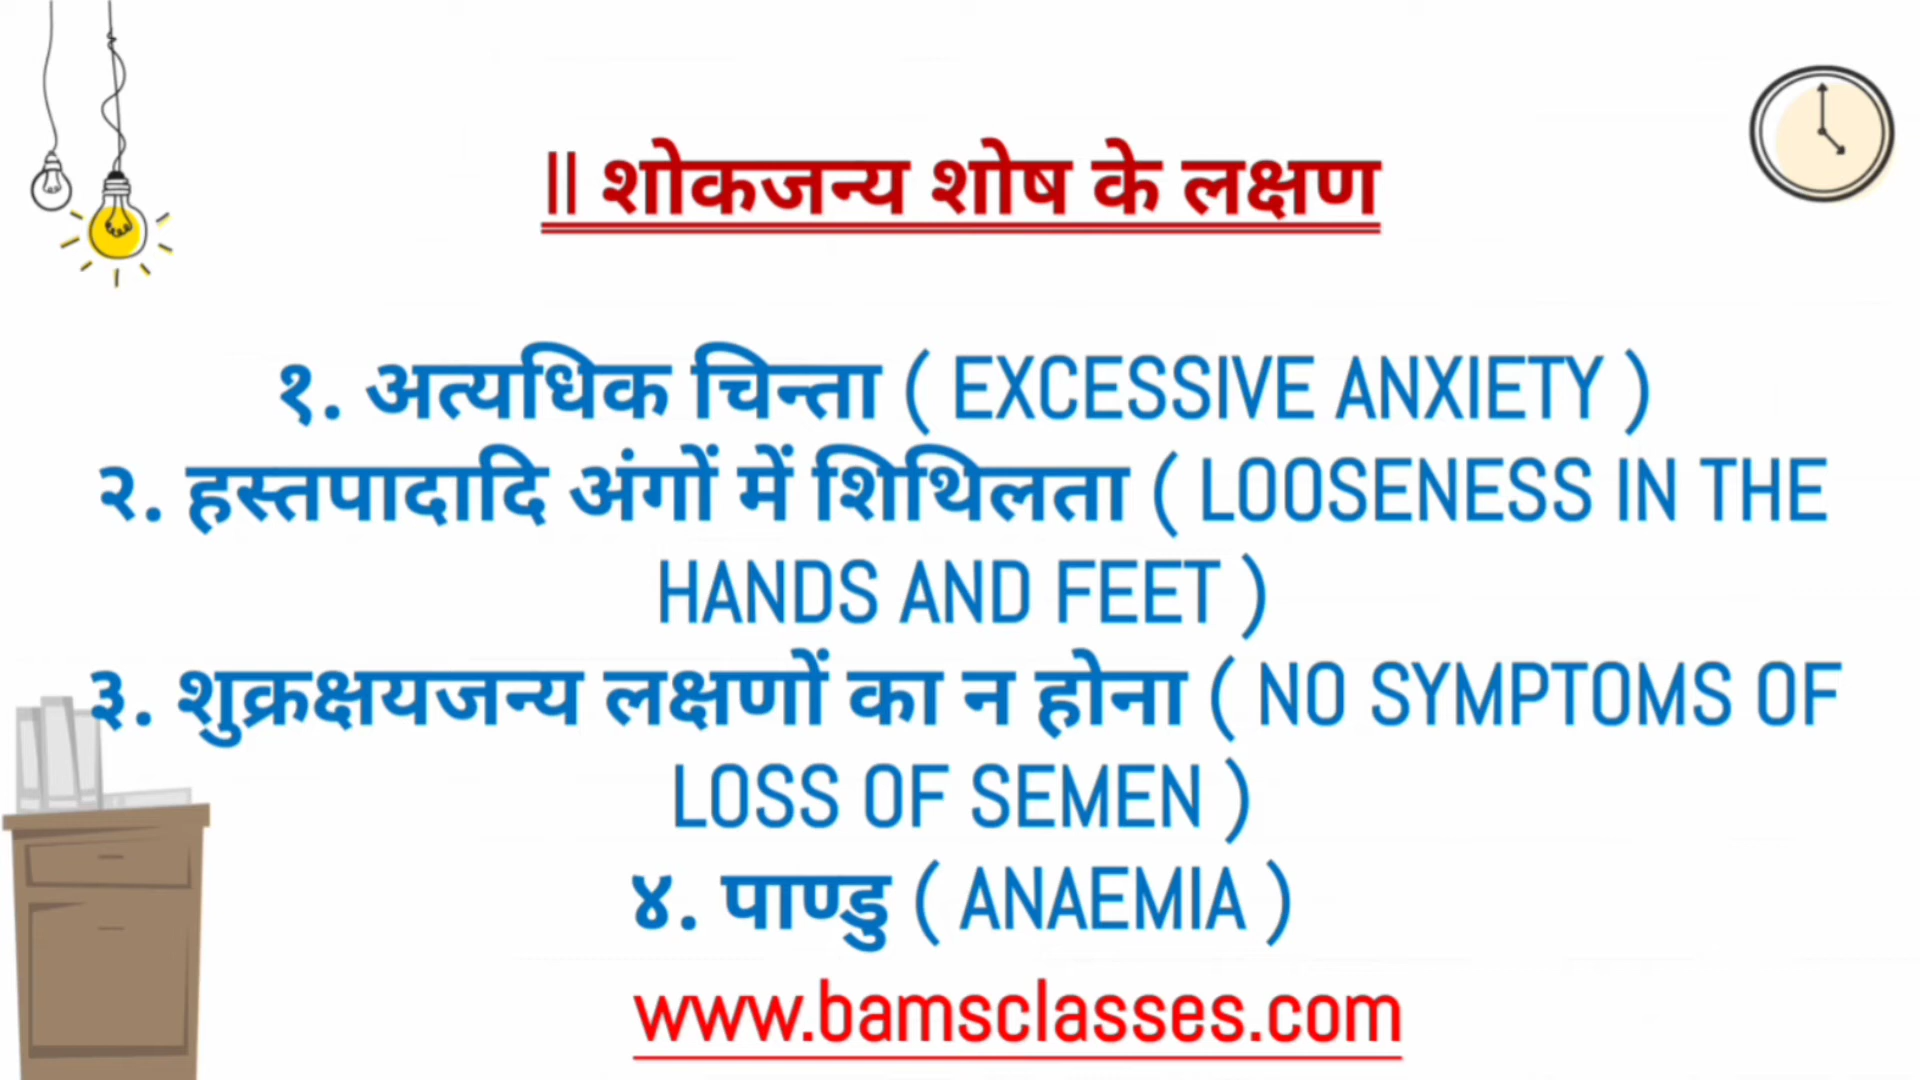 || शोकजन्य शोष के लक्षण
१. अत्यधिक चिन्ता ( EXCESSIVE ANXIETY )
२. हस्तपादादि अंगों में शिथिलता ( LOOSENESS IN THE
HANDS AND FEET )
३. शुक्रक्षयजन्य लक्षणों का न होना ( NO SYMPTOMS OF
LOSS OF SEMEN )
४. पाण्डु ( ANAEMIA )
www.bamsclasses.com